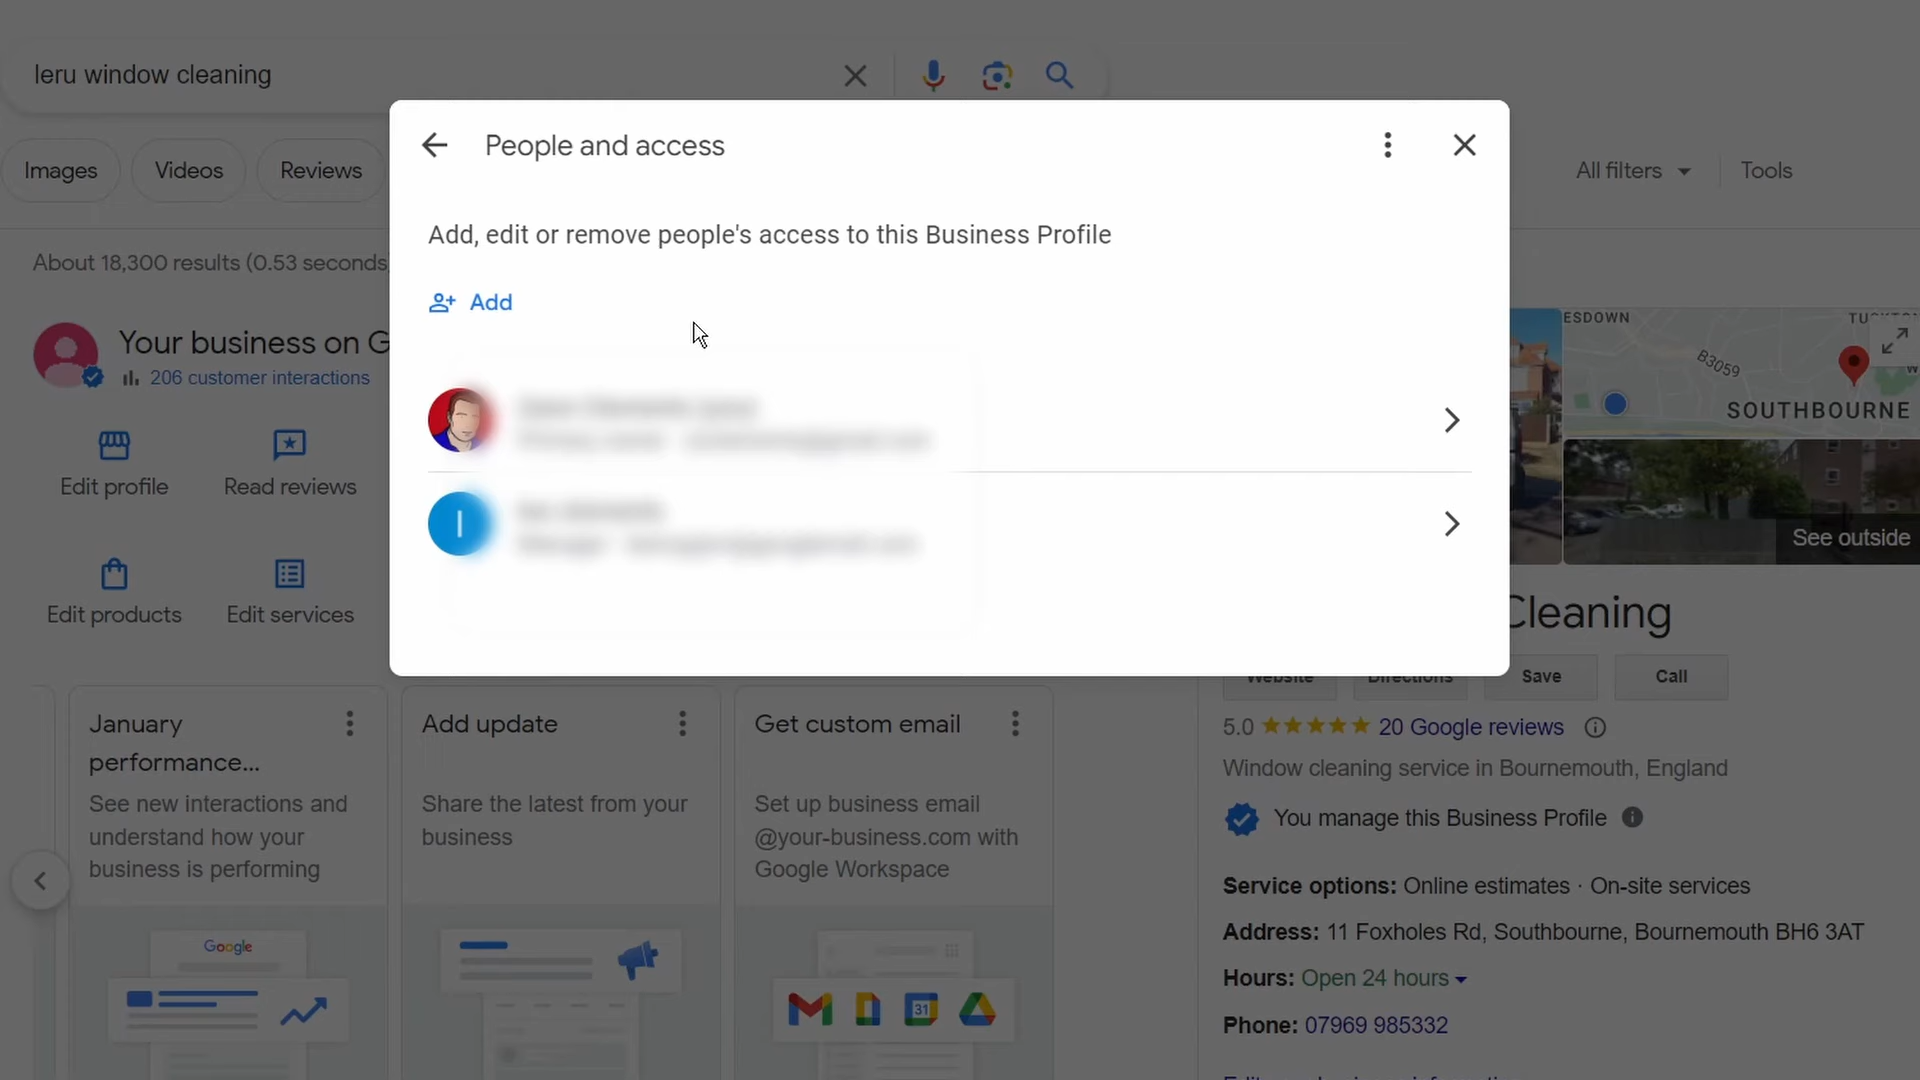 leru window cleaning
Images
Videos
Reviews
All filters
Tools
About 18,300 results (0.53 seconds
People and access
Add, edit or remove people's access to this Business Profile
Add
I
Your business on G
206 customer interactions
Edit profile
Read reviews
Edit products
Edit services
ESDOWN
B3059
SOUTHBOURNE
See outside
Cleaning
Website
Directions
Save
Call
5.0
20 Google reviews
Window cleaning service in Bournemouth, England
You manage this Business Profile
Service options: Online estimates · On-site services
Address: 11 Foxholes Rd, Southbourne, Bournemouth BH6 3AT
Hours: Open 24 hours
Phone: 07969 985332
January
performance...
See new interactions and
understand how your
business is performing
Google
Add update
Share the latest from your
business
Get custom email
Set up business email
@your-business.com with
Google Workspace
31